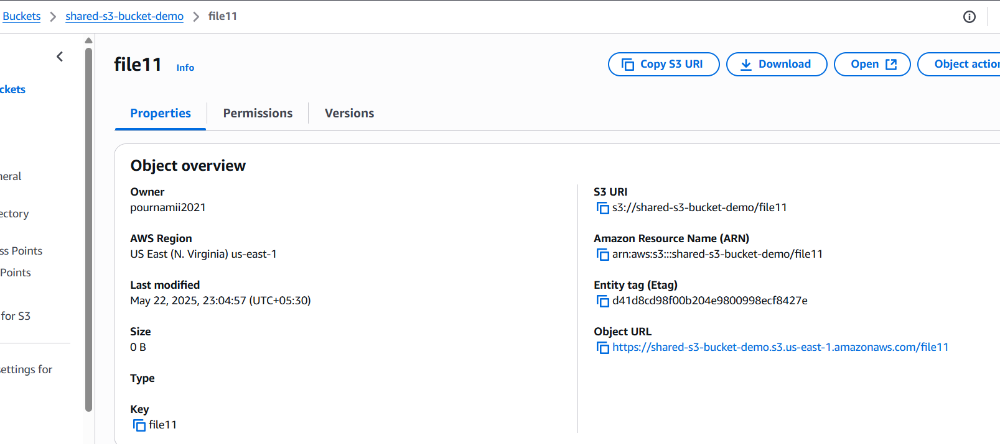 Buckets > shared-s3-bucket-demo > file11
file11 Info
Copy S3 URI Download Open Object action
ckets
Properties Permissions Versions
Object overview
Owner
pournamii2021
AWS Region
US East (N. Virginia) us-east-1
Last modified
May 22, 2025, 23:04:57 (UTC+05:30)
Size
0 B
Type
Key
file11
S3 URI
s3://shared-s3-bucket-demo/file11
Amazon Resource Name (ARN)
arn:aws:s3:::shared-s3-bucket-demo/file11
Entity tag (Etag)
d41d8cd98f00b204e9800998ecf8427e
Object URL
https://shared-s3-bucket-demo.s3.us-east-1.amazonaws.com/file11
neral
ectory
ss Points
Points
for S3
ettings for